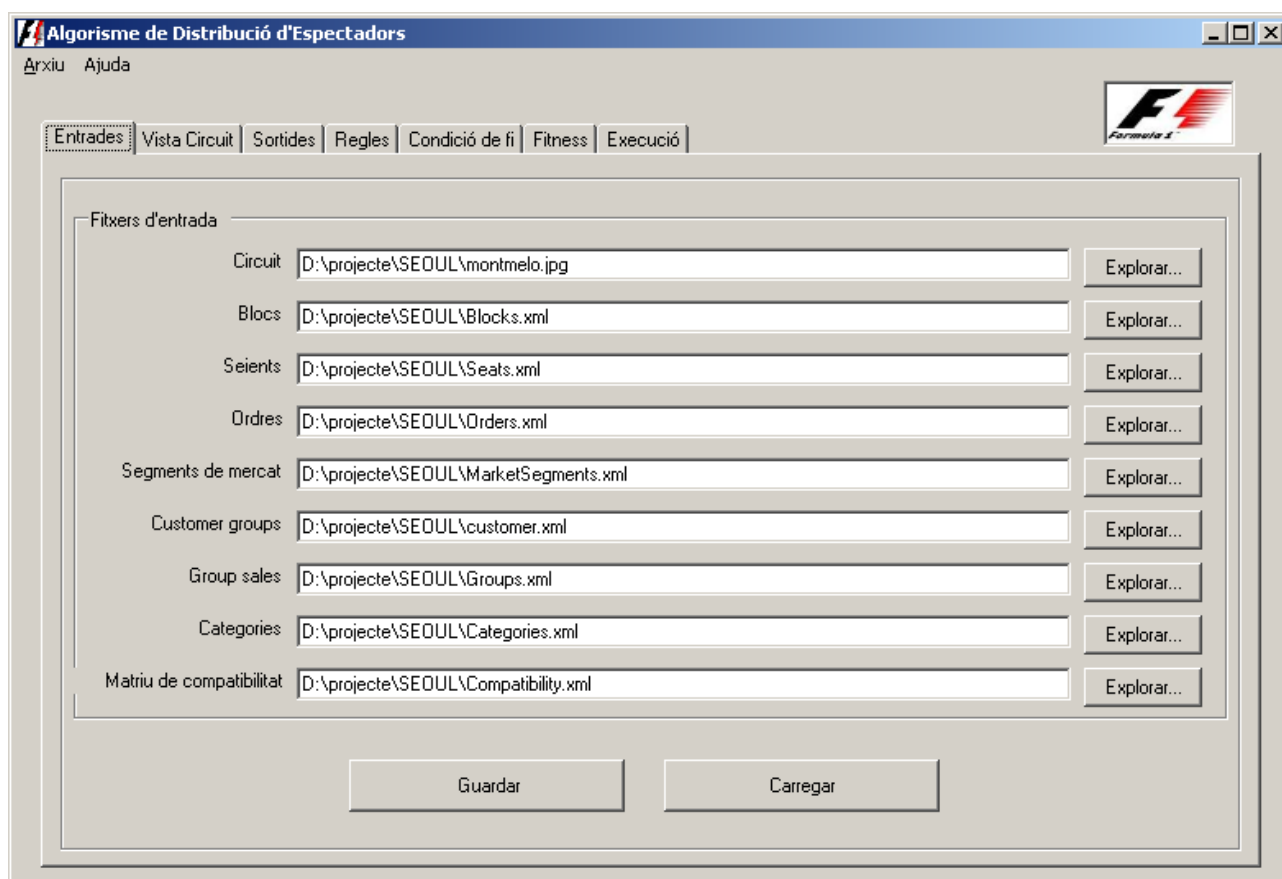 Algorisme de Distribució d'Espectadors
Arxiu Ajuda
Formula 1
Entrades Vista Circuit Sortides Regles Condició de fi Fitness Execució
Fitxers d'entrada
Circuit D:\projecte\SEOUL\montmelo.jpg Explorar...
Blocs D:\projecte\SEOUL\Blocks.xml Explorar...
Seients D:\projecte\SEOUL\Seats.xml Explorar...
Ordres D:\projecte\SEOUL\Orders.xml Explorar...
Segments de mercat D:\projecte\SEOUL\MarketSegments.xml Explorar...
Customer groups D:\projecte\SEOUL\customer.xml Explorar...
Group sales D:\projecte\SEOUL\Groups.xml Explorar...
Categories D:\projecte\SEOUL\Categories.xml Explorar...
Matriu de compatibilitat D:\projecte\SEOUL\Compatibility.xml Explorar...
Guardar Carregar